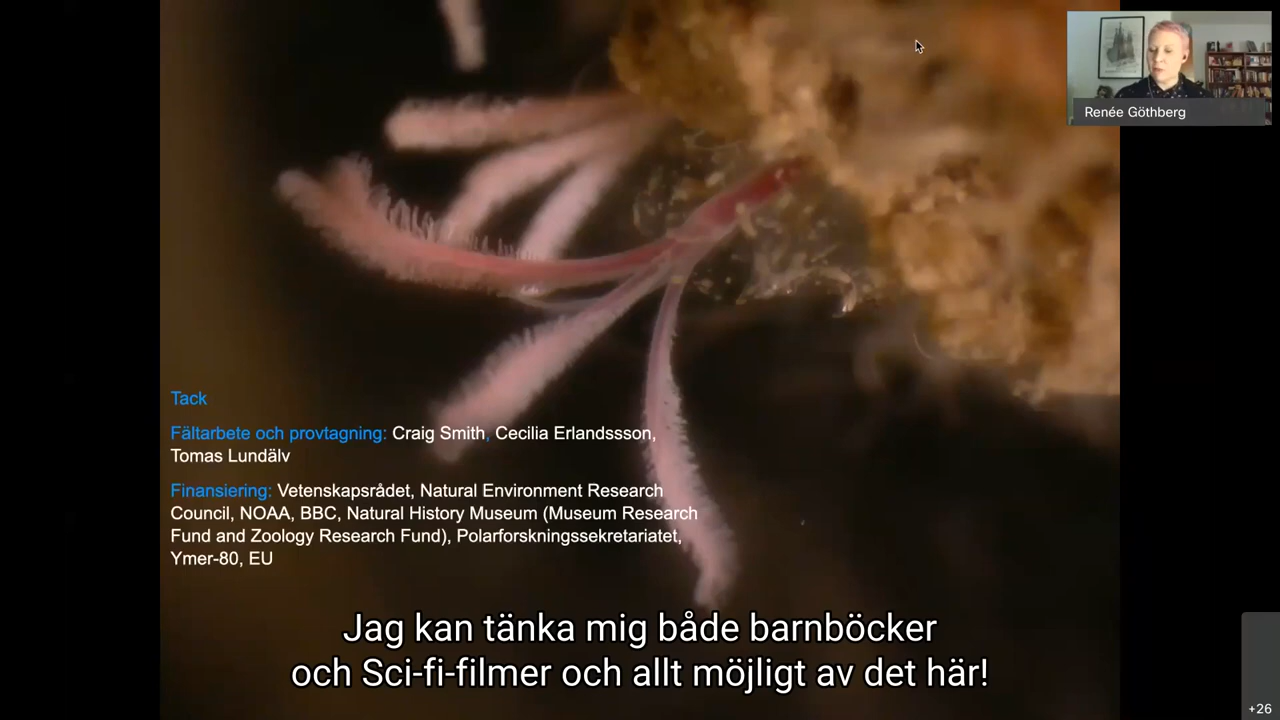 Renée Göthberg
Tack
Fältarbete och provtagning: Craig Smith, Cecilia Erlandssson,
Tomas Lundälv
Finansiering: Vetenskapsrådet, Natural Environment Research
Council, NOAA, BBC, Natural History Museum (Museum Research
Fund and Zoology Research Fund), Polarforskningssekretariatet,
Ymer-80, EU
Jag kan tänka mig både barnböcker
och Sci-fi-filmer och allt möjligt av det här!
+26